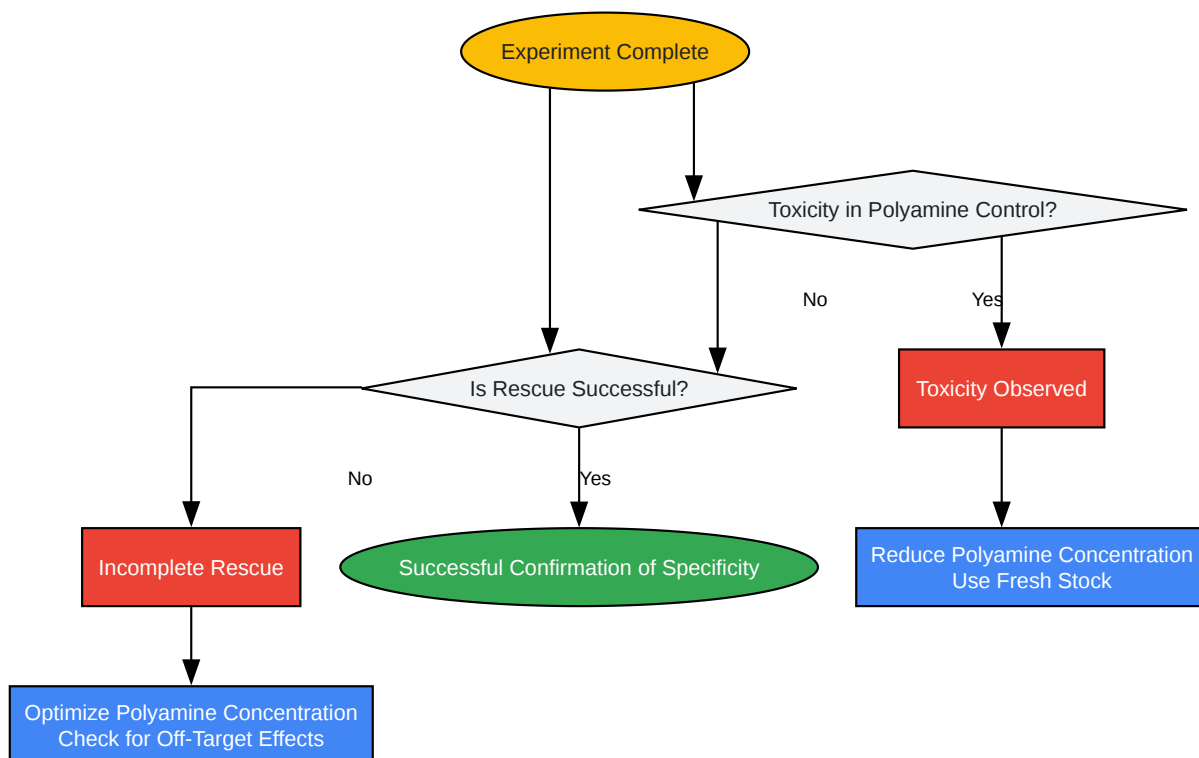 Experiment Complete
Toxicity in Polyamine Control?
No
Yes
Is Rescue Successful?
Toxicity Observed
No
Yes
Incomplete Rescue
Successful Confirmation of Specificity
Reduce Polyamine Concentration
Use Fresh Stock
Optimize Polyamine Concentration
Check for Off-Target Effects